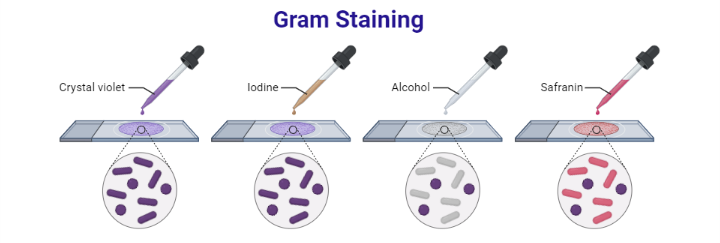 Gram Staining
Crystal violet
Iodine
Alcohol
Safranin